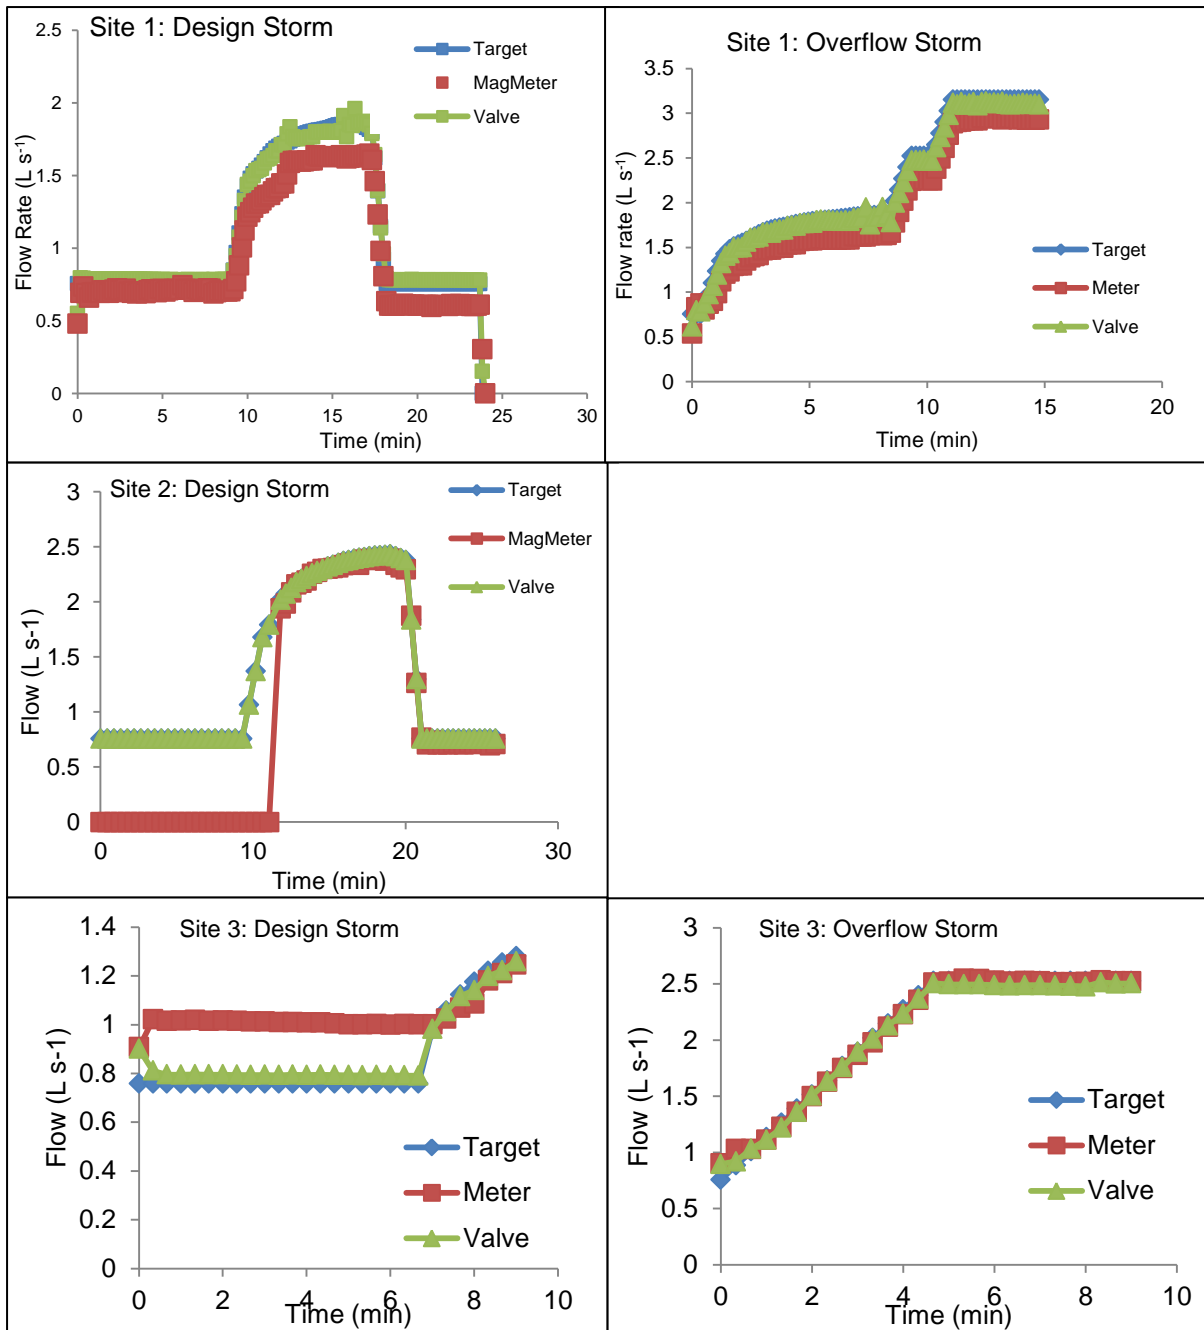 Site 1: Design Storm
Target
MagMeter
Valve
2.5
2
1.5
1
0.5
0
Flow Rate (L s-1)
0 5 10 15 20 25 30
Time (min)
Site 1: Overflow Storm
3.5
3
2.5
2
1.5
1
0.5
0
Flow rate (L s-1)
Target
Meter
Valve
0 5 10 15 20
Time (min)
Site 2: Design Storm
Target
MagMeter
Valve
3
2.5
2
1.5
1
0.5
0
Flow (L s-1)
0 10 20 30
Time (min)
Site 3: Design Storm
1.4
1.2
1
0.8
0.6
0.4
0.2
0
Flow (L s-1)
Target
Meter
Valve
0 2 4 6 8 10
Time (min)
Site 3: Overflow Storm
3
2.5
2
1.5
1
0.5
0
Flow (L s-1)
Target
Meter
Valve
0 2 4 6 8 10
Time (min)